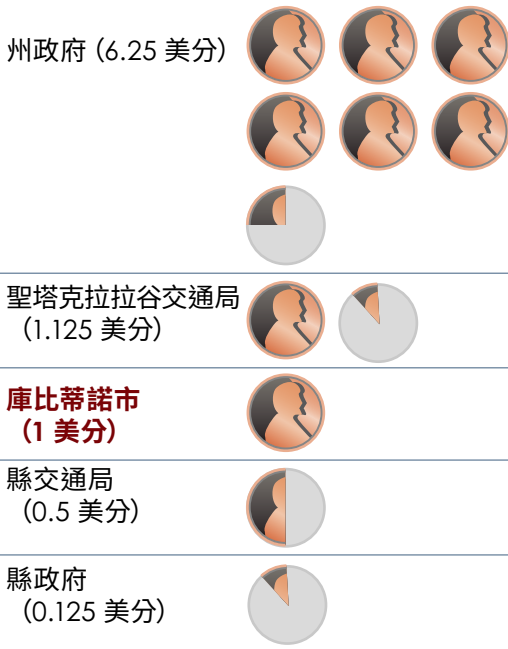 州政府 (6.25 美分)
聖塔克拉拉谷交通局
(1.125 美分)
庫比蒂諾市
(1 美分)
縣交通局
(0.5 美分)
縣政府
(0.125 美分)